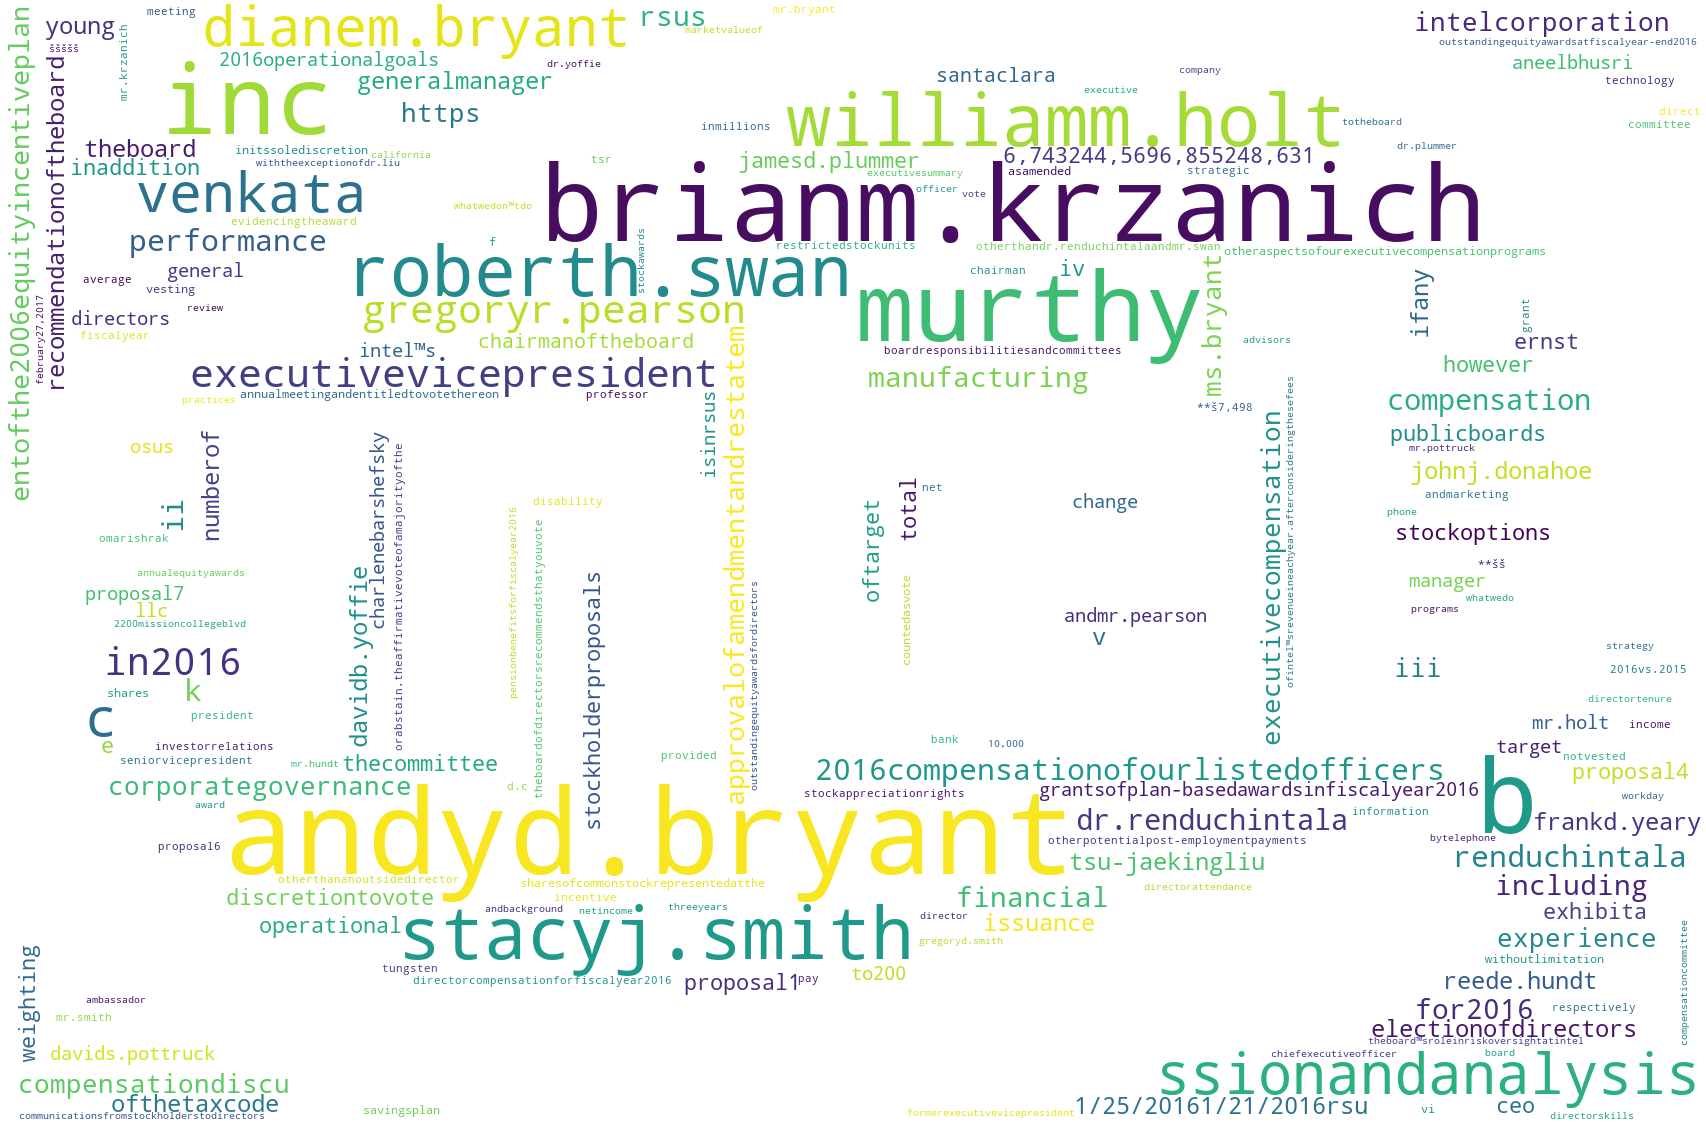 meeting
mr.bryant
young
dianem.bryant
rsus
intelcorporation
marketvalueof
outstandingequityawardsatfiscalyear-end2016
ššššš
2016operationalgoals
dr.yoffie
aneelbhusri
mr.krzanich
generalmanager
santaclara
company
technology
executive
inc
https
williamm.holt
direct
inmillions
totheboard
committee
theboard
initssolediscretion
california
withtheexceptionofdr.liu
tsr
jamesd.plummer
6,743244,5696,855248,631
dr.plummer
inaddition
executivesummary
asamended
strategic
entofthe2006equityincentiveplan
recommendationoftheboard
venkata
officer
vote
brianm.krzanich
whatwedon™tdo
evidencingtheaward
performance
f
restrictedstockunits
otherthandr.renduchintalaandmr.swan
otheraspectsofourexecutivecompensationprograms
general
roberth.swan
stockawards
chairman
iv
average
vesting
murthy
ms.bryant
ifany
grant
february27,2017
review
directors
gregoryr.pearson
fiscalyear
chairmanoftheboard
advisors
ernst
intel™s
boardresponsibilitiesandcommittees
however
executivevicepresident
manufacturing
practices
annualmeetingandentitledtovotethereon
professor
**š7,498
compensation
publicboards
osus
numberof
charlenebarshefsky
isinrsus
mr.pottruck
johnj.donahoe
ii
disability
net
total
change
andmarketing
phone
stockoptions
omarishrak
oftarget
**šš
annualequityawards
manager
proposal7
whatwedo
llc
programs
2200missioncollegeblvd
andmr.pearson
davidb.yoffie
orabstain.theaffirmativevoteofamajorityofthe
pensionbenefitsforfiscalyear2016
theboardofdirectorsrecommendsthatyouvote
stockholderproposals
approvalofamendmentandrestatem
outstandingequityawardsfordirectors
countedasvote
v
executivecompensation
ofintel™srevenueineachyear.afterconsideringthesefees
strategy
in2016
iii
2016vs.2015
shares
k
directortenure
president
c
mr.holt
income
e
investorrelations
bank
10,000
target
seniorvicepresident
mr.hundt
thecommittee
provided
notvested
2016compensationofourlistedofficers
proposal4
corporategovernance
d.c
stockappreciationrights
grantsofplan-basedawardsinfiscalyear2016
b
workday
award
andyd.bryant
dr.renduchintala
information
frankd.yeary
proposal6
otherpotentialpost-employmentpayments
bytelephone
tsu-jaekingliu
renduchintala
otherthananoutsidedirector
sharesofcommonstockrepresentedatthe
directorattendance
including
discretiontovote
incentive
financial
andbackground
netincome
threeyears
director
issuance
exhibita
operational
stacyj.smith
gregoryd.smith
experience
withoutlimitation
weighting
tungsten
to200
compensationcommittee
directorcompensationforfiscalyear2016
proposal1
pay
reede.hundt
ambassador
for2016
respectively
mr.smith
electionofdirectors
theboard™sroleinriskoversightatintel
davids.pottruck
chiefexecutiveofficer
board
compensationdiscu
ssionandanalysis
ofthetaxcode
savingsplan
1/25/20161/21/2016rsu
vi
ceo
communicationsfromstockholderstodirectors
formerexecutivevicepresident
directorskills